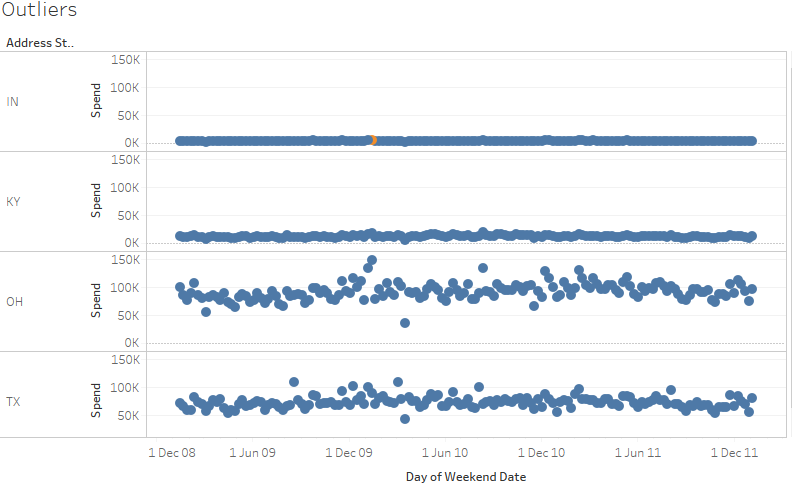 Outliers
Address St..
IN
Spend
150K
100K
50K
0K
KY
Spend
150K
100K
50K
0K
OH
Spend
150K
100K
50K
0K
TX
Spend
150K
100K
50K
1 Dec 08 1 Jun 09 1 Dec 09 1 Jun 10 1 Dec 10 1 Jun 11 1 Dec 11
Day of Weekend Date